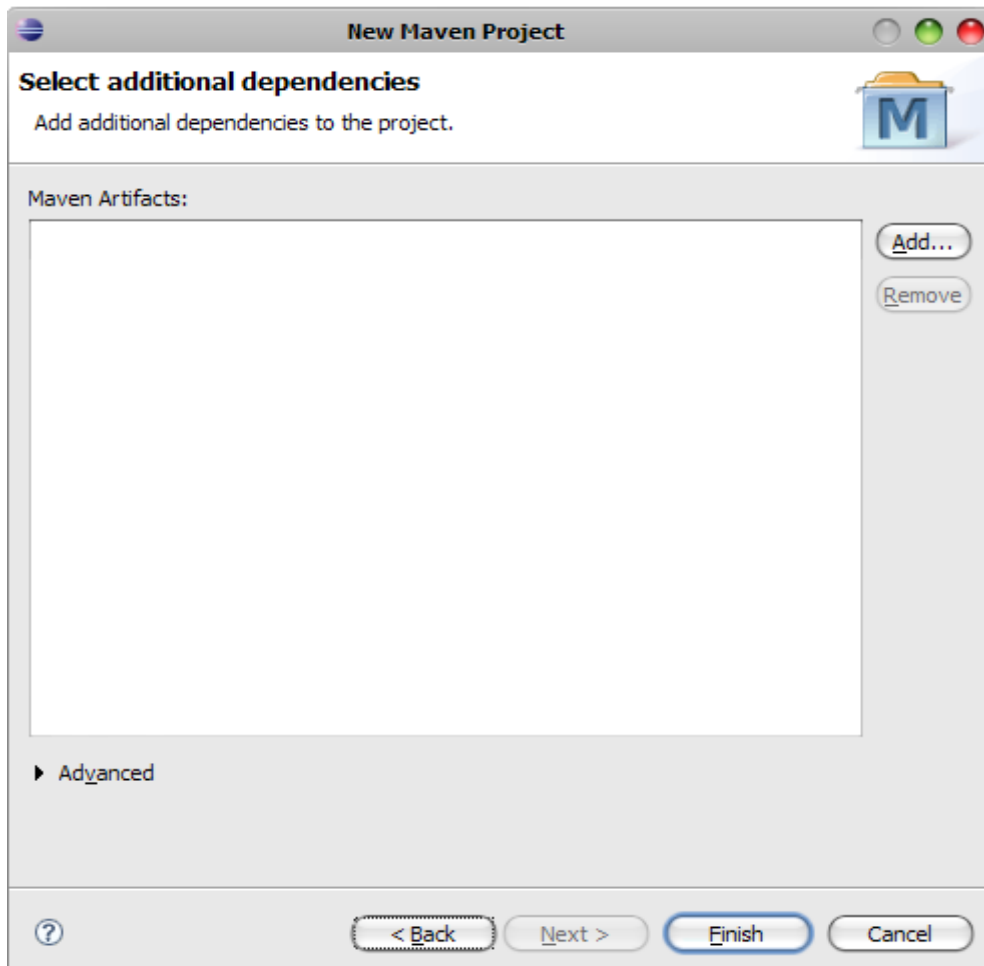 New Maven Project
Select additional dependencies
Add additional dependencies to the project.
M
Maven Artifacts:
Add...
Remove
Advanced
?
< Back
Next >
Finish
Cancel